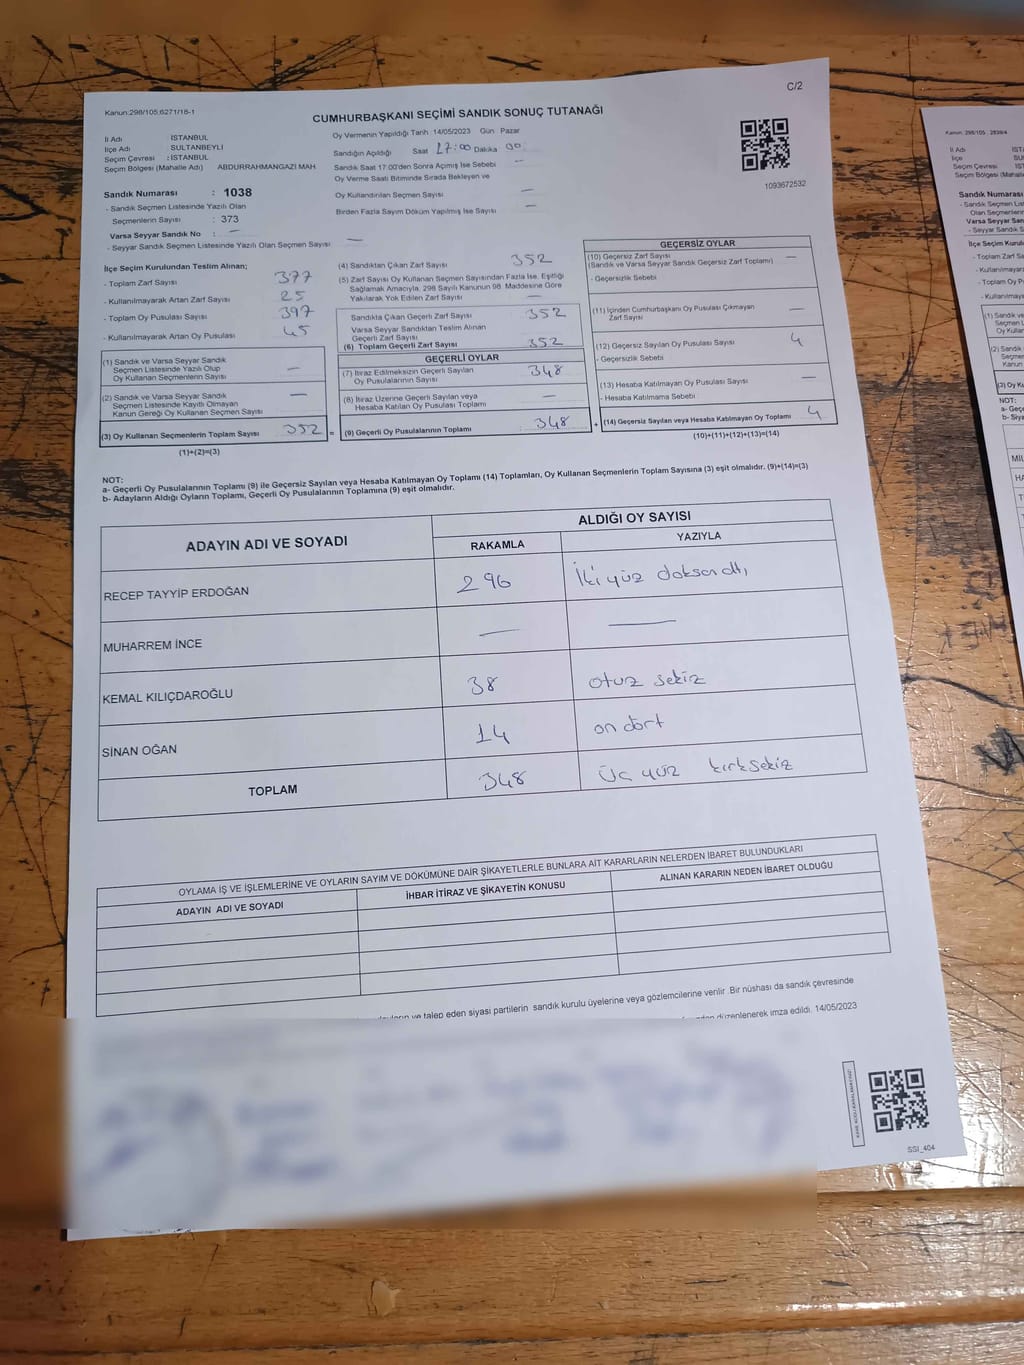 C/2
Kanun:298/105:6271/18-1
CUMHURBAŞKANI SEÇİMİ SANDIK SONUÇ TUTANAĞI
İl Adı İSTANBUL
İlçe Adı SULTANBEYLİ
Seçim Çevresi : İSTANBUL
Seçim Bölgesi (Mahalle Adı) ABDURRAHMANGAZİ MAH.
Sandık Numarası : 1038
- Sandık Seçmen Listesinde Yazılı Olan
Seçmenlerin Sayısı : 373
Varsa Seyyar Sandık No : —
- Seyyar Sandık Seçmen Listesinde Yazılı Olan Seçmen Sayısı —
Oy Vermenin Yapıldığı Tarih : 14/05/2023 Gün Pazar
Sandığın Açıldığı Saat 17:00 Dakika 00
Sandık Saat 17:00'den Sonra Açılmış İse Sebebi —
Oy Verme Saati Bitiminde Sırada Bekleyen ve
Oy Kullandırılan Seçmen Sayısı —
Birden Fazla Sayım Döküm Yapılmış İse Sayısı —
1093672532
İlçe Seçim Kurulundan Teslim Alınan;
- Toplam Zarf Sayısı 377
- Kullanılmayarak Artan Zarf Sayısı 25
- Toplam Oy Pusulası Sayısı 397
- Kullanılmayarak Artan Oy Pusulası 45
(1) Sandık ve Varsa Seyyar Sandık
Seçmen Listesinde Yazılı Olup
Oy Kullanan Seçmenlerin Sayısı —
(2) Sandık ve Varsa Seyyar Sandık
Seçmen Listesinde Kayıtlı Olmayan
Kanun Gereği Oy Kullanan Seçmen Sayısı —
(3) Oy Kullanan Seçmenlerin Toplam Sayısı 352 =
(1)+(2)=(3)
(4) Sandıktan Çıkan Zarf Sayısı 352
(5) Zarf Sayısı Oy Kullanan Seçmen Sayısından Fazla İse, Eşitliği
Sağlamak Amacıyla, 298 Sayılı Kanunun 98. Maddesine Göre
Yakılarak Yok Edilen Zarf Sayısı —
Sandıkta Çıkan Geçerli Zarf Sayısı 352
Varsa Seyyar Sandıktan Teslim Alınan
Geçerli Zarf Sayısı
(6) Toplam Geçerli Zarf Sayısı 352
GEÇERLİ OYLAR
(7) İtiraz Edilmeksizin Geçerli Sayılan
Oy Pusulalarının Sayısı 348
(8) İtiraz Üzerine Geçerli Sayılan veya
Hesaba Katılan Oy Pusulası Toplamı —
(9) Geçerli Oy Pusulalarının Toplamı 348 +
GEÇERSİZ OYLAR
(10) Geçersiz Zarf Sayısı
(Sandık ve Varsa Seyyar Sandık Geçersiz Zarf Toplamı) —
- Geçersizlik Sebebi
(11) İçinden Cumhurbaşkanı Oy Pusulası Çıkmayan
Zarf Sayısı —
(12) Geçersiz Sayılan Oy Pusulası Sayısı 4
- Geçersizlik Sebebi
(13) Hesaba Katılmayan Oy Pusulası Sayısı —
- Hesaba Katılmama Sebebi
(14) Geçersiz Sayılan veya Hesaba Katılmayan Oy Toplamı 4
(10)+(11)+(12)+(13)=(14)
NOT:
a- Geçerli Oy Pusulalarının Toplamı (9) ile Geçersiz Sayılan veya Hesaba Katılmayan Oy Toplamı (14) Toplamları, Oy Kullanan Seçmenlerin Toplam Sayısına (3) eşit olmalıdır. (9)+(14)=(3)
b- Adayların Aldığı Oyların Toplamı, Geçerli Oy Pusulalarının Toplamına (9) eşit olmalıdır.
ADAYIN ADI VE SOYADI ALDIĞI OY SAYISI
RAKAMLA YAZIYLA
RECEP TAYYİP ERDOĞAN 296 İki yüz doksan altı
MUHARREM İNCE — —
KEMAL KILIÇDAROĞLU 38 otuz sekiz
SİNAN OĞAN 14 on dört
TOPLAM 348 Üç yüz kırksekiz
OYLAMA İŞ VE İŞLEMLERİNE VE OYLARIN SAYIM VE DÖKÜMÜNE DAİR ŞİKAYETLERLE BUNLARA AİT KARARLARIN NELERDEN İBARET BULUNDUKLARI
ADAYIN ADI VE SOYADI İHBAR İTİRAZ VE ŞİKAYETİN KONUSU ALINAN KARARIN NEDEN İBARET OLDUĞU
ve talep eden siyasi partilerin sandık kurulu üyelerine veya gözlemcilerine verilir. Bir nüshası da sandık çevresinde
düzenlenerek imza edildi. 14/05/2023
SSI_404
Kanun: 298/105
İl Adı
İlçe
Seçim Çevresi
Seçim Bölgesi
Sandık Numarası
Varsa Seyyar S